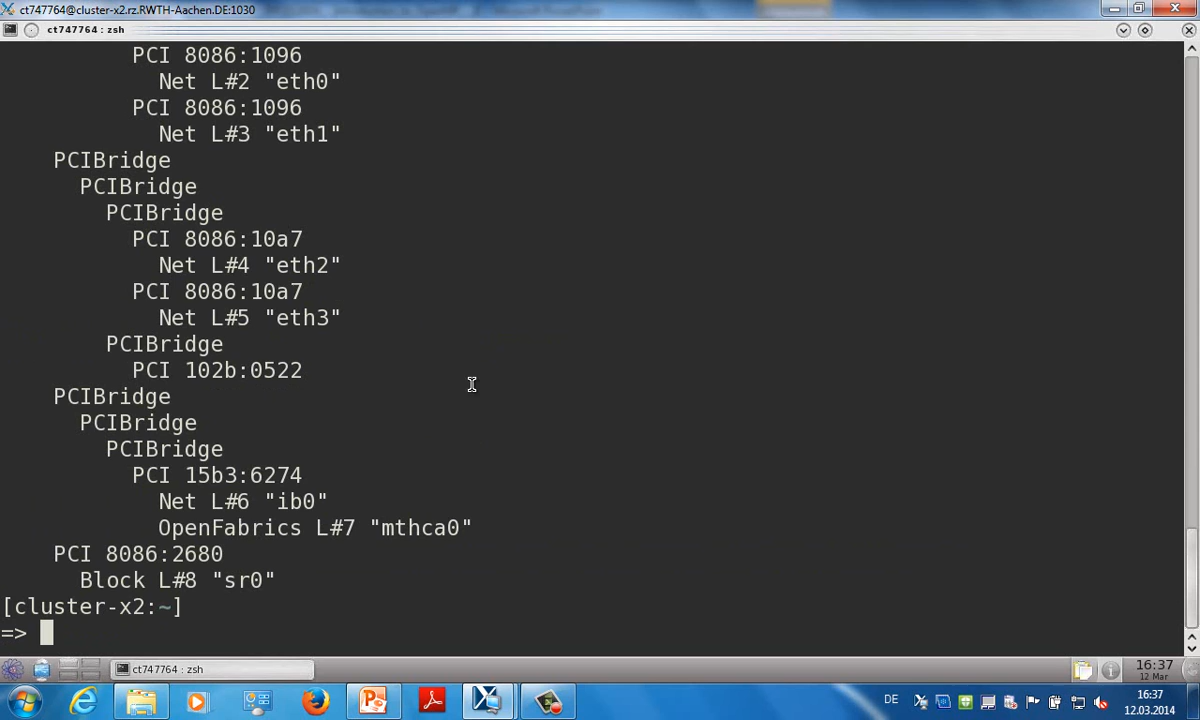 ct747764@cluster-x2.rz.RWTH-Aachen.DE:1030
ct747764 : zsh
PCI 8086:1096
Net L#2 "eth0"
PCI 8086:1096
Net L#3 "eth1"
PCIBridge
PCIBridge
PCIBridge
PCI 8086:10a7
Net L#4 "eth2"
PCI 8086:10a7
Net L#5 "eth3"
PCIBridge
PCI 102b:0522
PCIBridge
PCIBridge
PCIBridge
PCI 15b3:6274
Net L#6 "ib0"
OpenFabrics L#7 "mthca0"
PCI 8086:2680
Block L#8 "sr0"
[cluster-x2:~]
=>
ct747764 : zsh
16:37
12 Mar
DE
16:37
12.03.2014